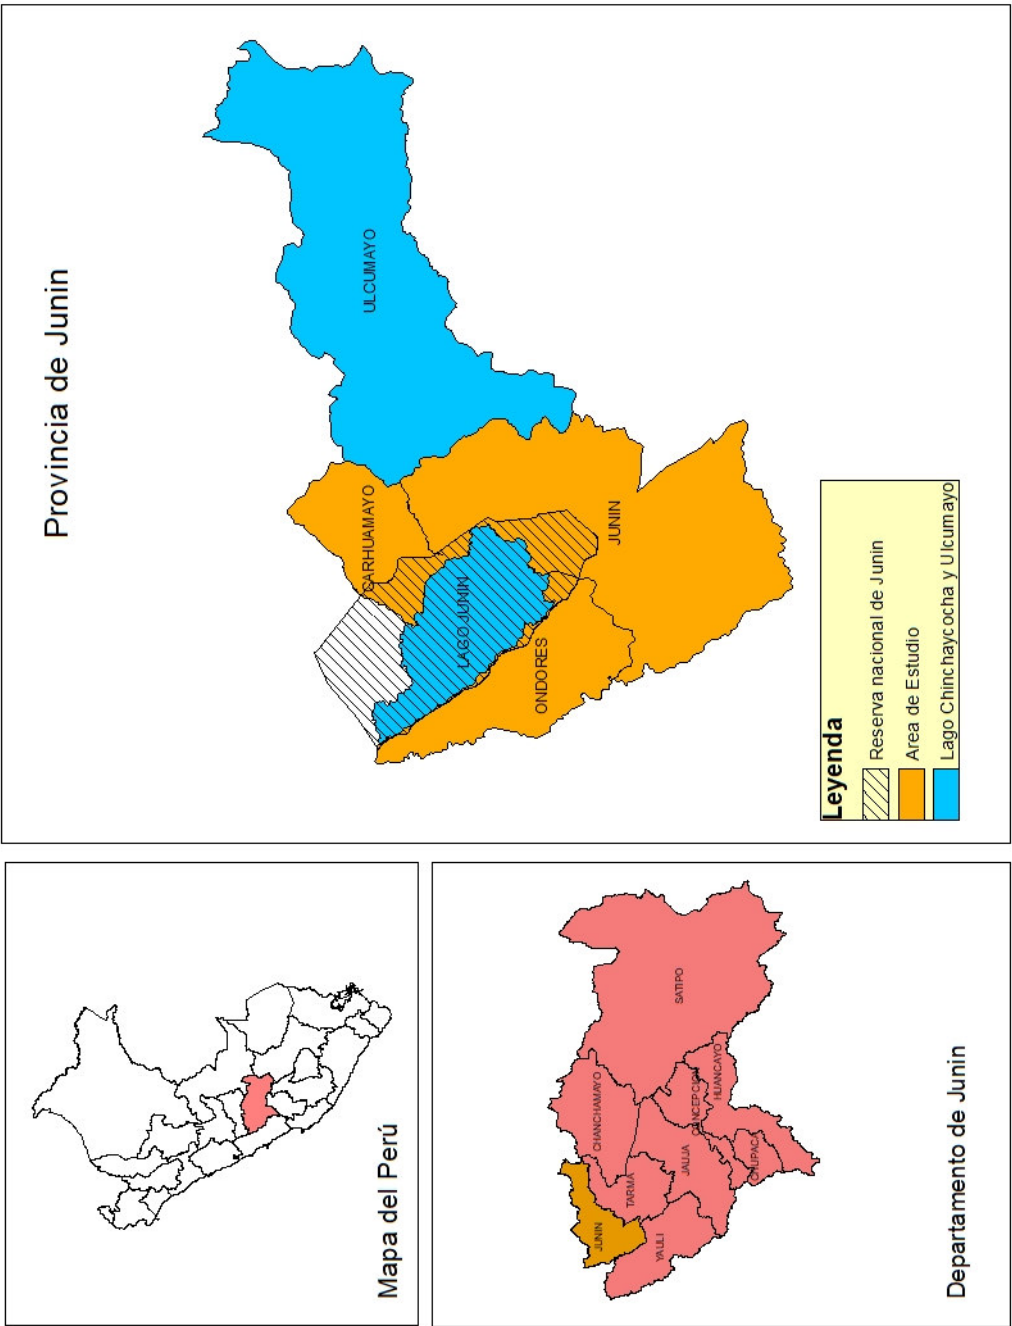 Mapa del Perú
Departamento de Junin
JUNIN
YAULI
TARMA
CHANCHAMAYO
JAUJA
CONCEPCION
CHUPACA
HUANCAYO
SATIPO
Provincia de Junin
ULCUMAYO
CARHUAMAYO
LAGO JUNIN
ONDORES
JUNIN
Leyenda
Reserva nacional de Junin
Area de Estudio
Lago Chinchaycocha y Ulcumayo